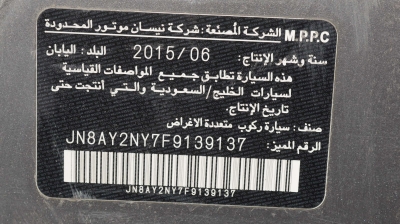 الشركة المصنعة: شركة نيسان موتور المحدودة M.P.P.C
سنة وشهر الإنتاج: 2015/06 البلد: اليابان
هذه السيارة تطابق جميع المواصفات القياسية
لسيارات الخليج/السعودية والتي أنتجت حتى
تاريخ الإنتاج.
صنف: سيارة ركوب متعددة الاغراض
الرقم المميز: JN8AY2NY7F9139137
JN8AY2NY7F9139137